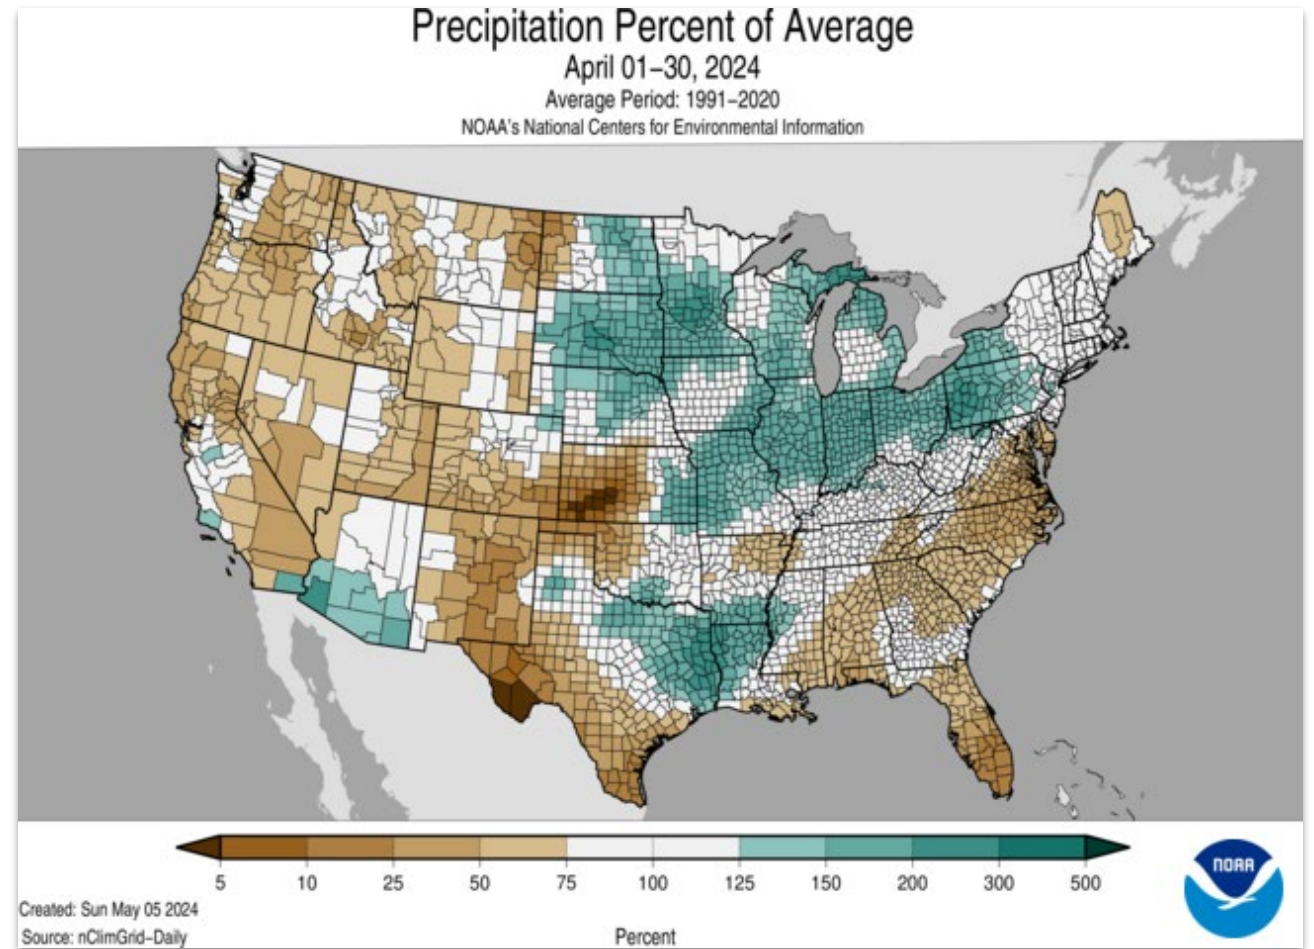 Precipitation Percent of Average
April 01–30, 2024
Average Period: 1991–2020
NOAA's National Centers for Environmental Information
5 10 25 50 75 100 125 150 200 300 500
NOAA
Created: Sun May 05 2024
Source: nClimGrid–Daily
Percent